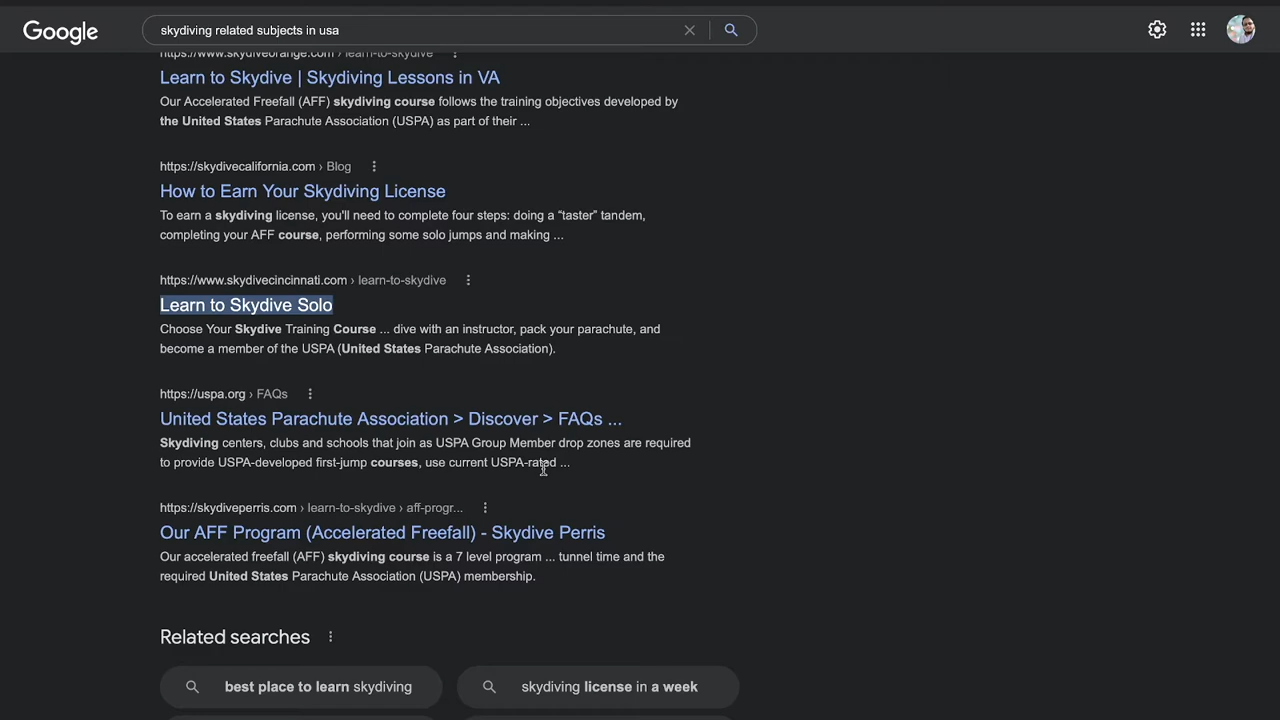 Google
skydiving related subjects in usa
https://www.skydiveorange.com › learn-to-skydive
Learn to Skydive | Skydiving Lessons in VA
Our Accelerated Freefall (AFF) skydiving course follows the training objectives developed by
the United States Parachute Association (USPA) as part of their ...
https://skydivecalifornia.com › Blog
How to Earn Your Skydiving License
To earn a skydiving license, you'll need to complete four steps: doing a “taster” tandem,
completing your AFF course, performing some solo jumps and making ...
https://www.skydivecincinnati.com › learn-to-skydive
Learn to Skydive Solo
Choose Your Skydive Training Course ... dive with an instructor, pack your parachute, and
become a member of the USPA (United States Parachute Association).
https://uspa.org › FAQs
United States Parachute Association > Discover > FAQs ...
Skydiving centers, clubs and schools that join as USPA Group Member drop zones are required
to provide USPA-developed first-jump courses, use current USPA-rated ...
https://skydiveperris.com › learn-to-skydive › aff-progr...
Our AFF Program (Accelerated Freefall) - Skydive Perris
Our accelerated freefall (AFF) skydiving course is a 7 level program ... tunnel time and the
required United States Parachute Association (USPA) membership.
Related searches
best place to learn skydiving
skydiving license in a week